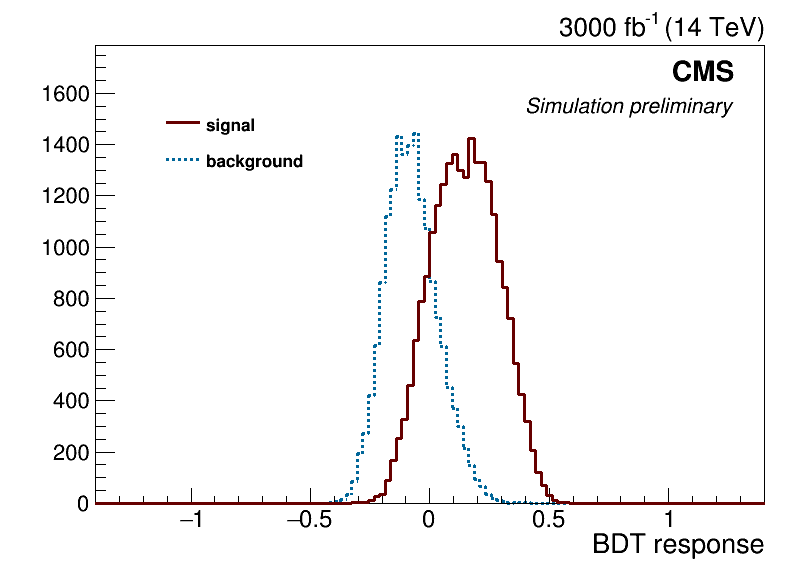 3000 fb-1 (14 TeV)
CMS
Simulation preliminary
signal
background
1600
1400
1200
1000
800
600
400
200
0
−1 −0.5 0 0.5 1
BDT response